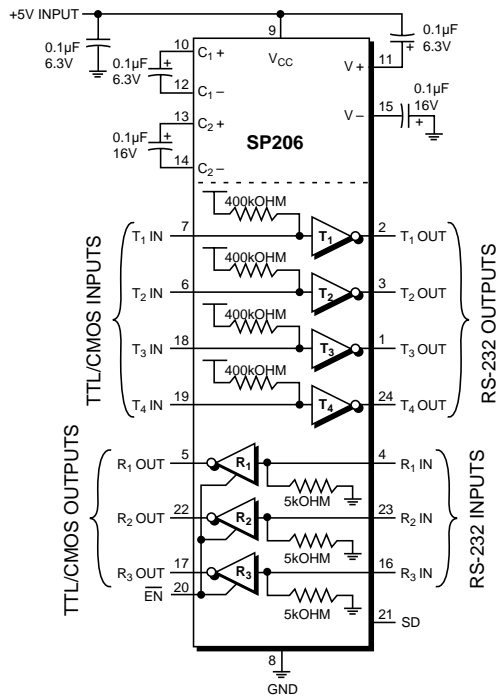 +5V INPUT
0.1µF
6.3V
9
VCC
0.1µF
6.3V
+
0.1µF
6.3V
+
10
C1 +
12
C1 –
V +
11
0.1µF
16V
+
13
C2 +
14
C2 –
V –
15
0.1µF
16V
+
SP206
400kOHM
T1 IN
7
T1
2
T1 OUT
400kOHM
T2 IN
6
T2
3
T2 OUT
400kOHM
T3 IN
18
T3
1
T3 OUT
400kOHM
T4 IN
19
T4
24
T4 OUT
TTL/CMOS INPUTS
RS-232 OUTPUTS
R1 OUT
5
R1
4
R1 IN
5kOHM
R2 OUT
22
R2
23
R2 IN
5kOHM
R3 OUT
17
R3
16
R3 IN
5kOHM
TTL/CMOS OUTPUTS
RS-232 INPUTS
EN
20
21
SD
8
GND